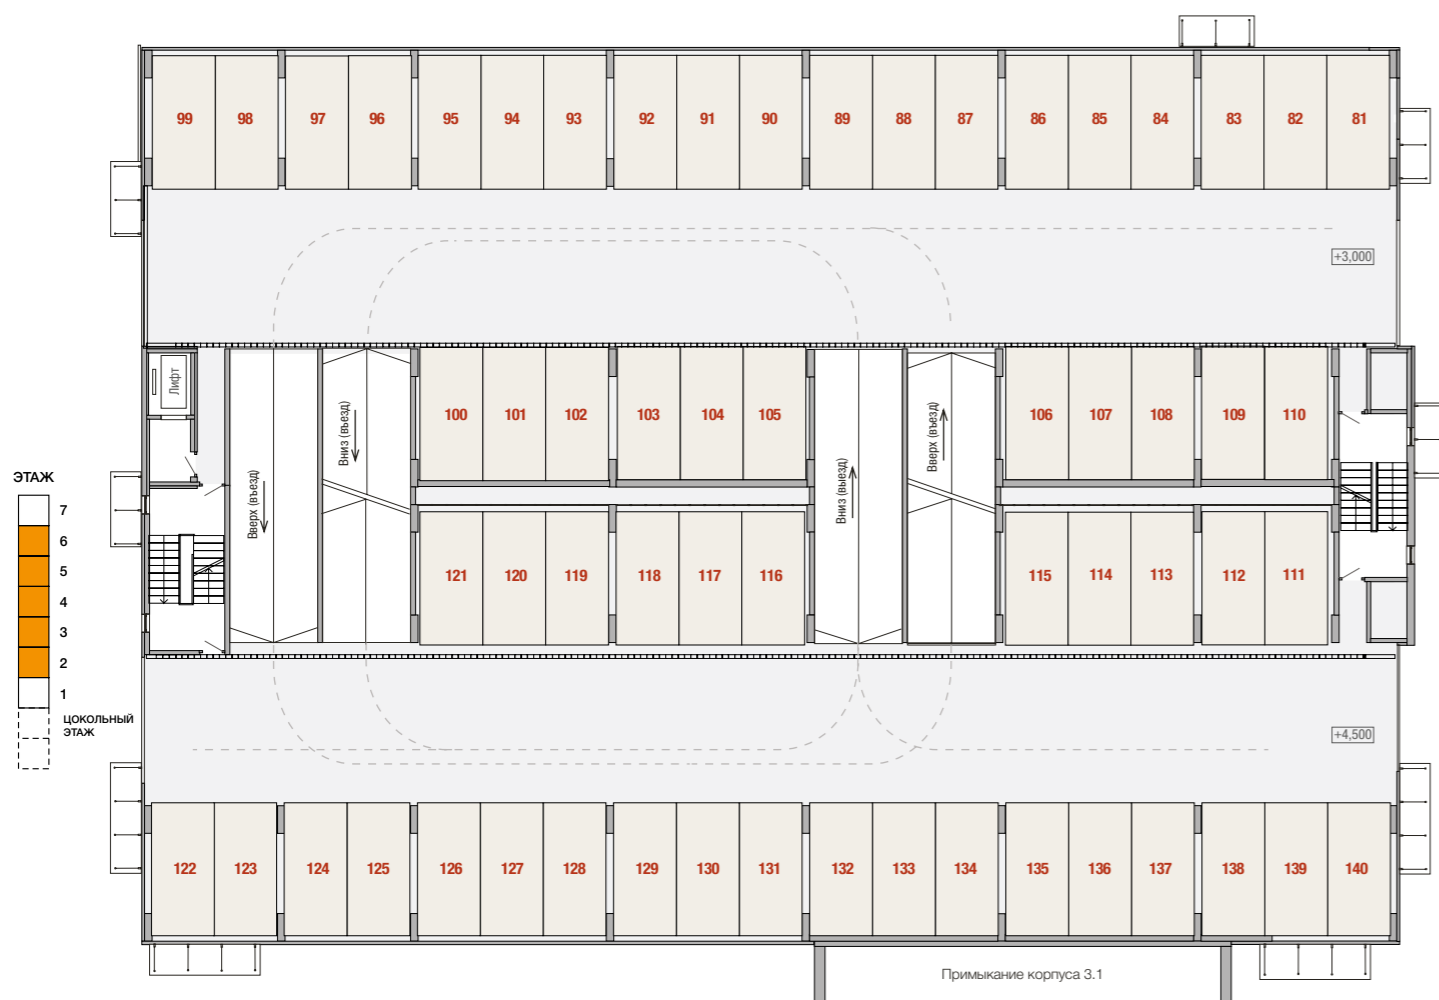 99 98 97 96 95 94 93 92 91 90 89 88 87 86 85 84 83 82 81
+3,000
Лифт
Вверх (въезд)
Вниз (въезд)
100 101 102 103 104 105
Вниз (выезд)
Вверх (въезд)
106 107 108 109 110
121 120 119 118 117 116
115 114 113 112 111
ЭТАЖ
7
6
5
4
3
2
1
ЦОКОЛЬНЫЙ
ЭТАЖ
+4,500
122 123 124 125 126 127 128 129 130 131 132 133 134 135 136 137 138 139 140
Примыкание корпуса 3.1